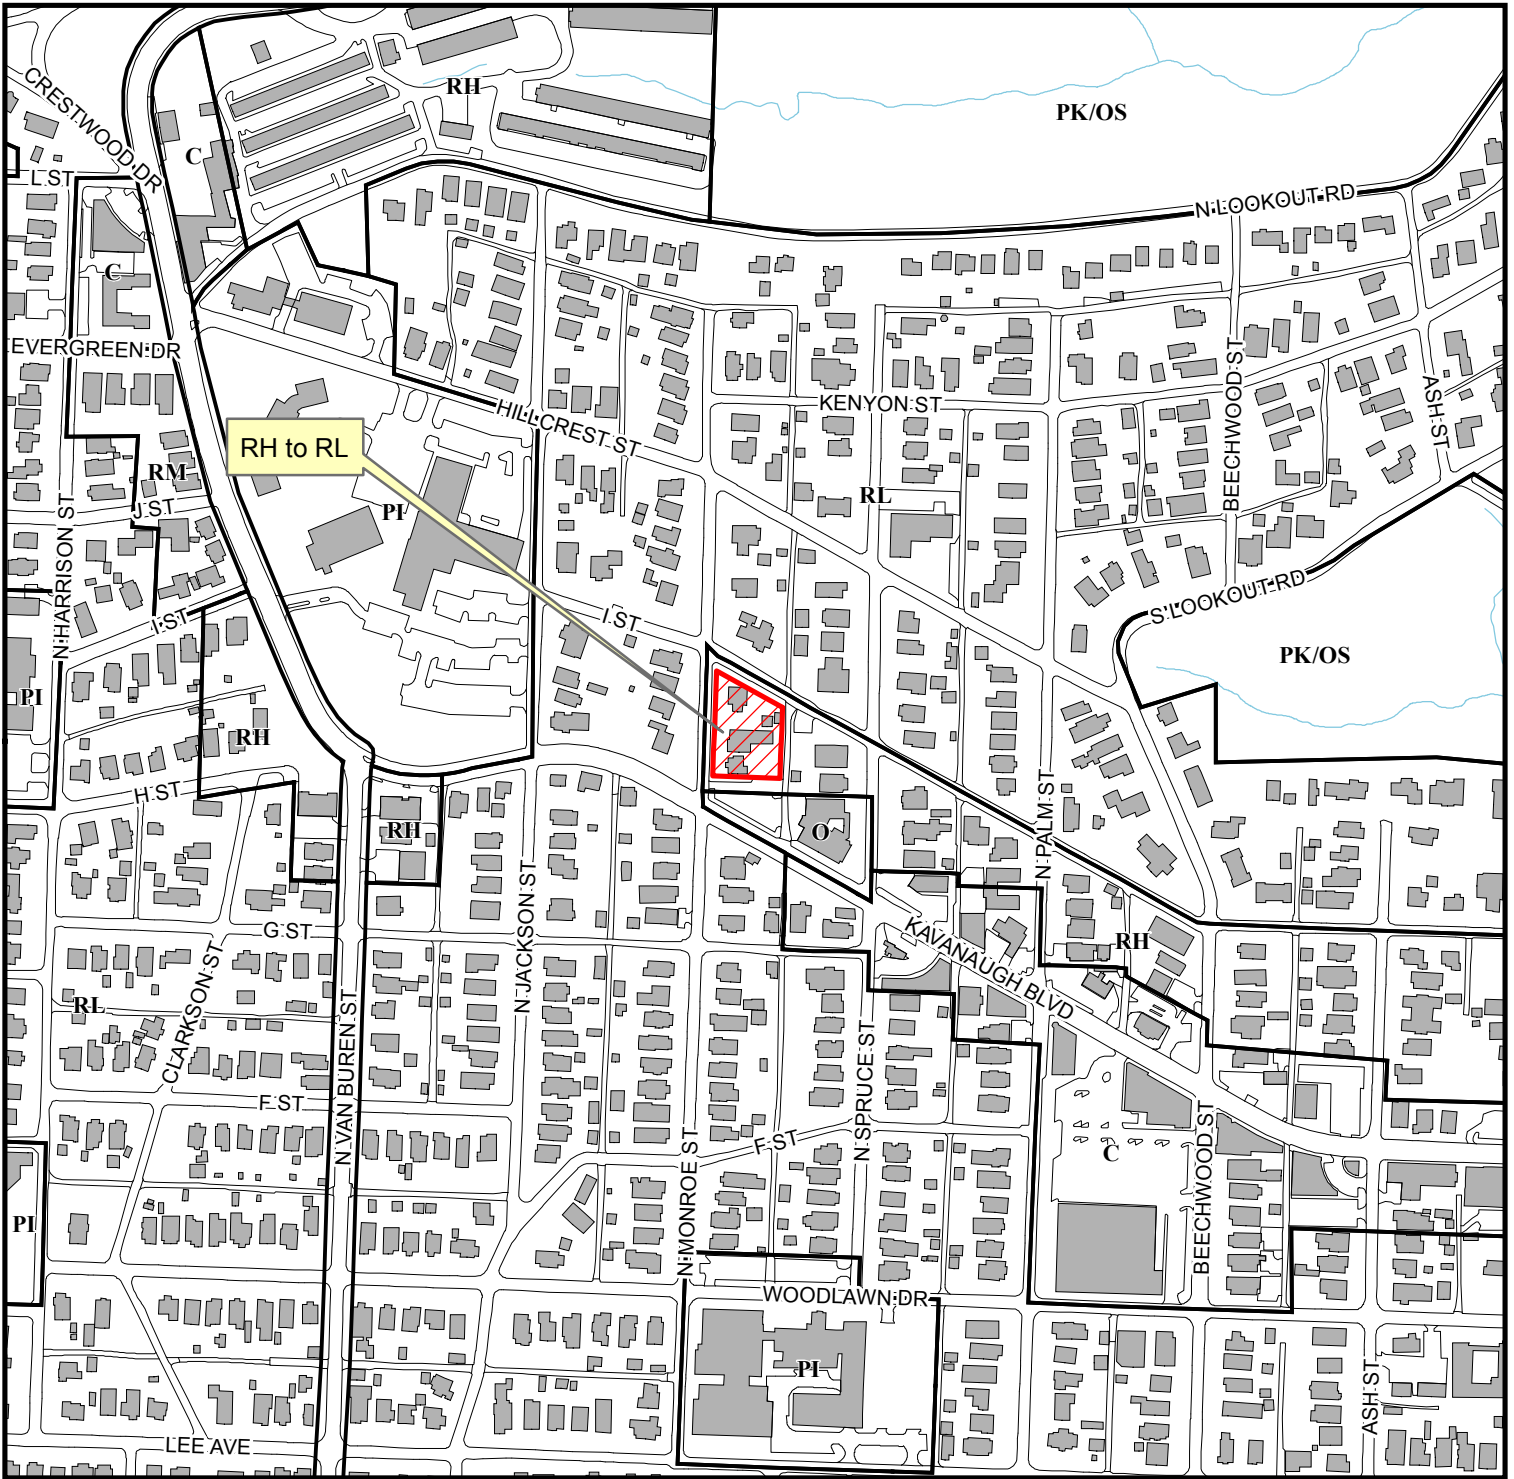 RH
PK/OS
CRESTWOOD DR
C
L ST
N LOOKOUT RD
C
EVERGREEN DR
KENYON ST
HILLCREST ST
BEECHWOOD ST
ASH ST
RH to RL
RM
RL
J ST
PI
N HARRISON ST
S LOOKOUT RD
I ST
I ST
PK/OS
PI
RH
H ST
RH
O
N PALM ST
N JACKSON ST
G ST
KAVANAUGH BLVD
RH
CLARKSON ST
RL
N VAN BUREN ST
N SPRUCE ST
F ST
F ST
N MONROE ST
BEECHWOOD ST
C
PI
WOODLAWN DR
PI
ASH ST
LEE AVE